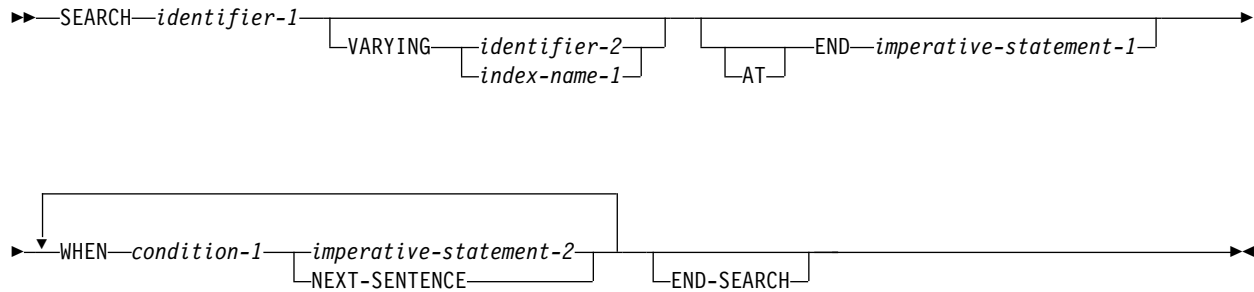 SEARCH identifier-1
VARYING identifier-2
index-name-1
AT END imperative-statement-1
WHEN condition-1 imperative-statement-2
NEXT-SENTENCE
END-SEARCH